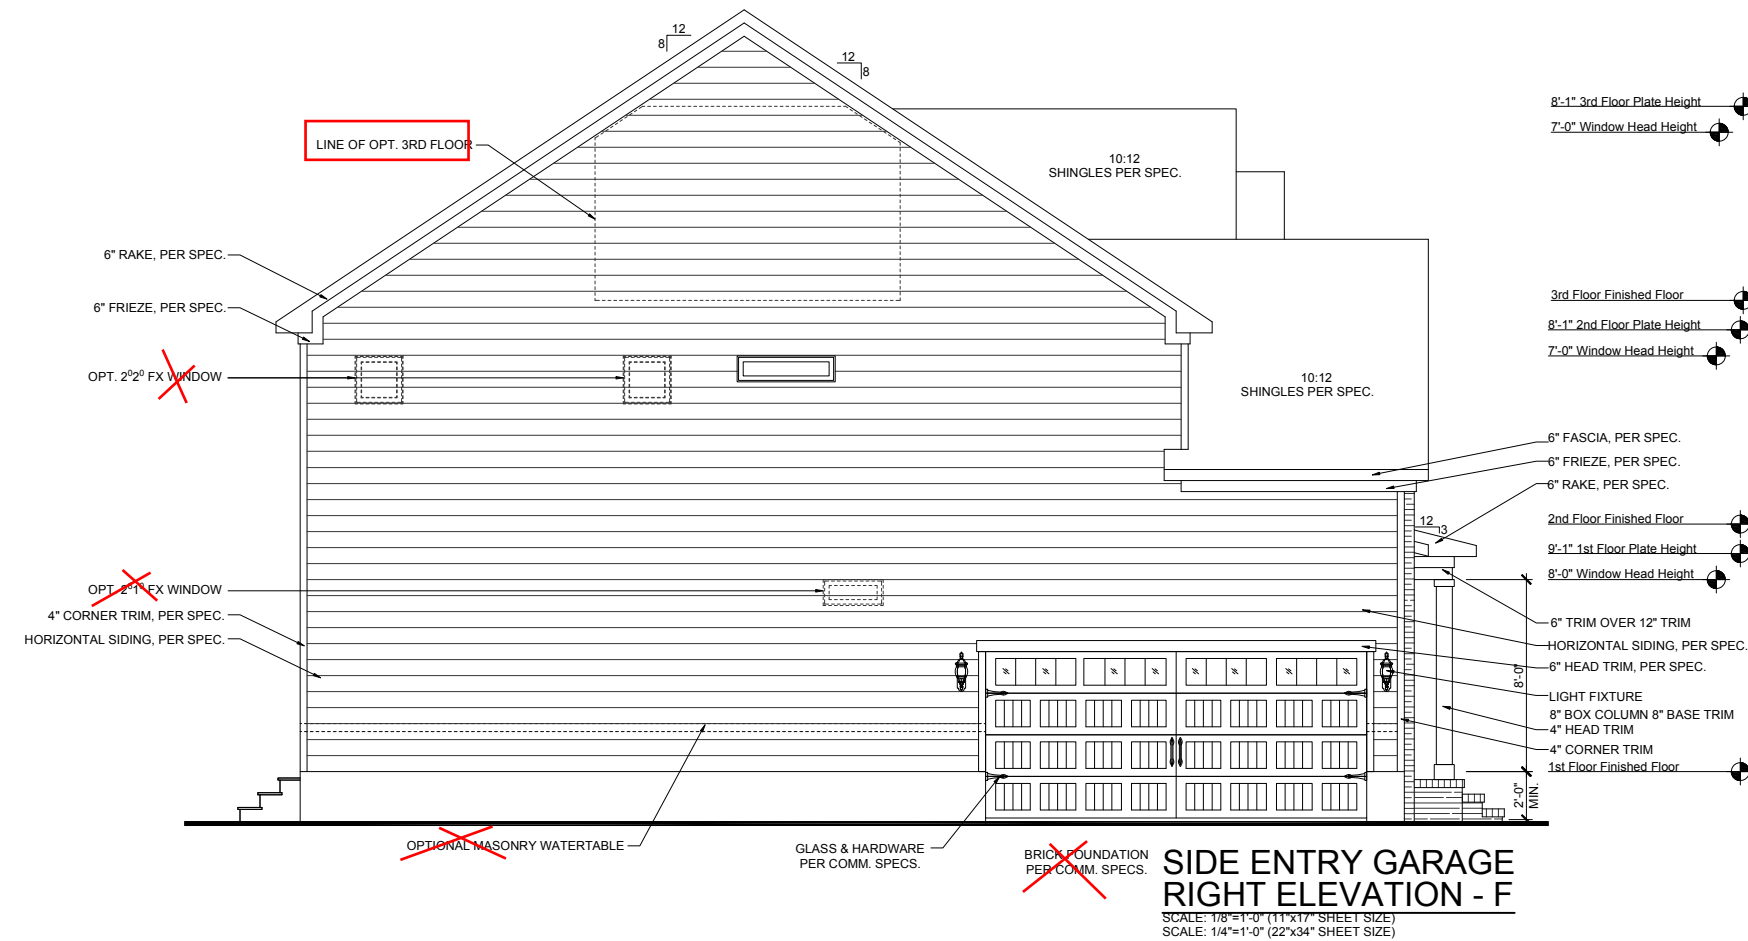 12
8
12
8
8'-1" 3rd Floor Plate Height
7'-0" Window Head Height
LINE OF OPT. 3RD FLOOR
10:12
SHINGLES PER SPEC.
6" RAKE, PER SPEC.
6" FRIEZE, PER SPEC.
3rd Floor Finished Floor
8'-1" 2nd Floor Plate Height
7'-0" Window Head Height
OPT. 2⁰2⁰ FX WINDOW
10:12
SHINGLES PER SPEC.
6" FASCIA, PER SPEC.
6" FRIEZE, PER SPEC.
6" RAKE, PER SPEC.
12
3
2nd Floor Finished Floor
9'-1" 1st Floor Plate Height
8'-0" Window Head Height
OPT. 2⁰1⁰ FX WINDOW
4" CORNER TRIM, PER SPEC.
HORIZONTAL SIDING, PER SPEC.
6" TRIM OVER 12" TRIM
HORIZONTAL SIDING, PER SPEC.
6" HEAD TRIM, PER SPEC.
8'-0"
LIGHT FIXTURE
8" BOX COLUMN 8" BASE TRIM
4" HEAD TRIM
4" CORNER TRIM
1st Floor Finished Floor
2'-0"
MIN.
OPTIONAL MASONRY WATERTABLE
GLASS & HARDWARE
PER COMM. SPECS.
BRICK FOUNDATION
PER COMM. SPECS.
SIDE ENTRY GARAGE
RIGHT ELEVATION - F
SCALE: 1/8"=1'-0" (11"x17" SHEET SIZE)
SCALE: 1/4"=1'-0" (22"x34" SHEET SIZE)